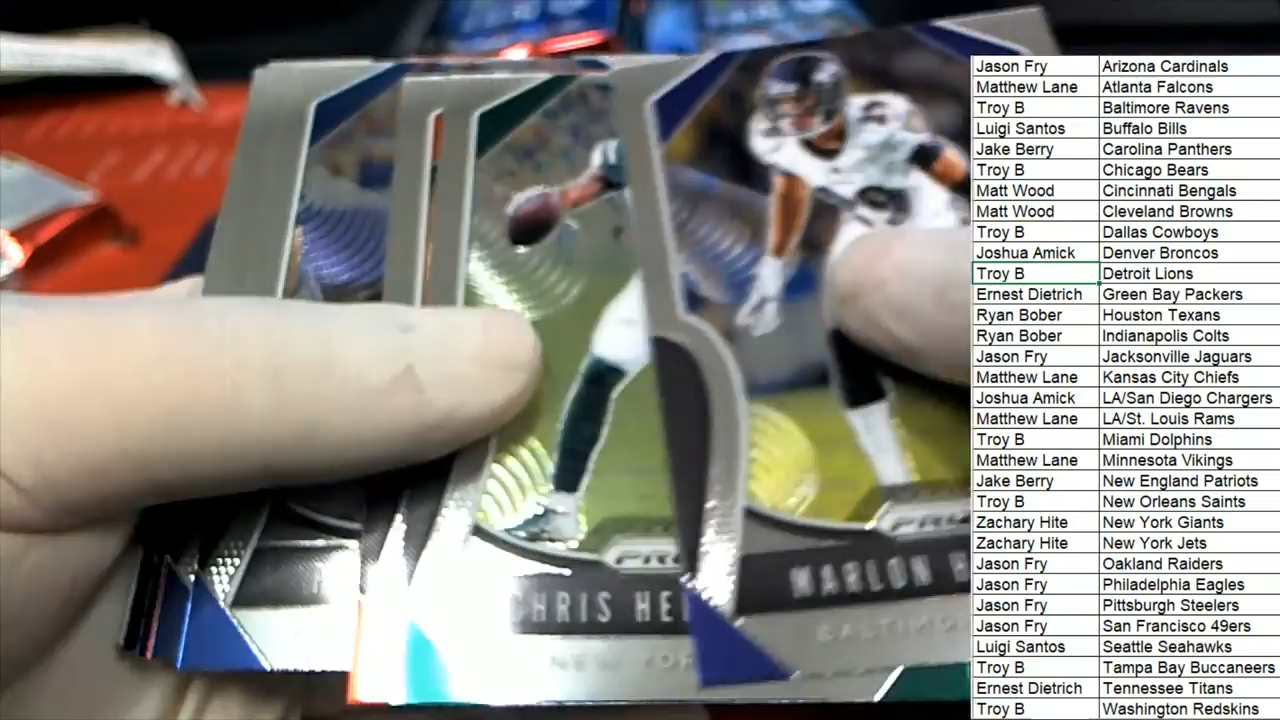 Jason Fry Arizona Cardinals
Matthew Lane Atlanta Falcons
Troy B Baltimore Ravens
Luigi Santos Buffalo Bills
Jake Berry Carolina Panthers
Troy B Chicago Bears
Matt Wood Cincinnati Bengals
Matt Wood Cleveland Browns
Troy B Dallas Cowboys
Joshua Amick Denver Broncos
Troy B Detroit Lions
Ernest Dietrich Green Bay Packers
Ryan Bober Houston Texans
Ryan Bober Indianapolis Colts
Jason Fry Jacksonville Jaguars
Matthew Lane Kansas City Chiefs
Joshua Amick LA/San Diego Chargers
Matthew Lane LA/St. Louis Rams
Troy B Miami Dolphins
Matthew Lane Minnesota Vikings
Jake Berry New England Patriots
Troy B New Orleans Saints
Zachary Hite New York Giants
Zachary Hite New York Jets
Jason Fry Oakland Raiders
Jason Fry Philadelphia Eagles
Jason Fry Pittsburgh Steelers
Jason Fry San Francisco 49ers
Luigi Santos Seattle Seahawks
Troy B Tampa Bay Buccaneers
Ernest Dietrich Tennessee Titans
Troy B Washington Redskins
MARLON
CHRIS
NEW